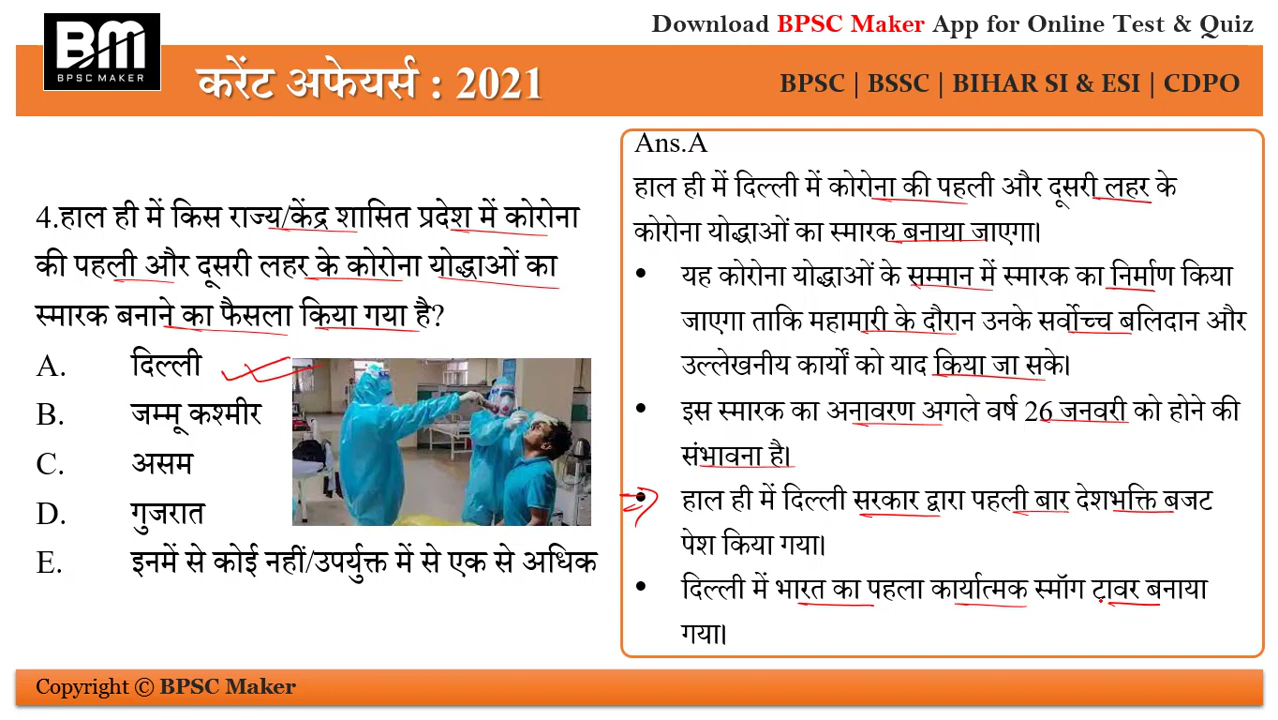 Download BPSC Maker App for Online Test & Quiz
BM
BPSC MAKER
करेंट अफेयर्स : 2021
BPSC | BSSC | BIHAR SI & ESI | CDPO
4.हाल ही में किस राज्य/केंद्र शासित प्रदेश में कोरोना
की पहली और दूसरी लहर के कोरोना योद्धाओं का
स्मारक बनाने का फैसला किया गया है?
A. दिल्ली
B. जम्मू कश्मीर
C. असम
D. गुजरात
E. इनमें से कोई नहीं/उपर्युक्त में से एक से अधिक
Ans.A
हाल ही में दिल्ली में कोरोना की पहली और दूसरी लहर के
कोरोना योद्धाओं का स्मारक बनाया जाएगा।
• यह कोरोना योद्धाओं के सम्मान में स्मारक का निर्माण किया
जाएगा ताकि महामारी के दौरान उनके सर्वोच्च बलिदान और
उल्लेखनीय कार्यों को याद किया जा सके।
• इस स्मारक का अनावरण अगले वर्ष 26 जनवरी को होने की
संभावना है।
• हाल ही में दिल्ली सरकार द्वारा पहली बार देशभक्ति बजट
पेश किया गया।
• दिल्ली में भारत का पहला कार्यात्मक स्मॉग टावर बनाया
गया।
Copyright © BPSC Maker